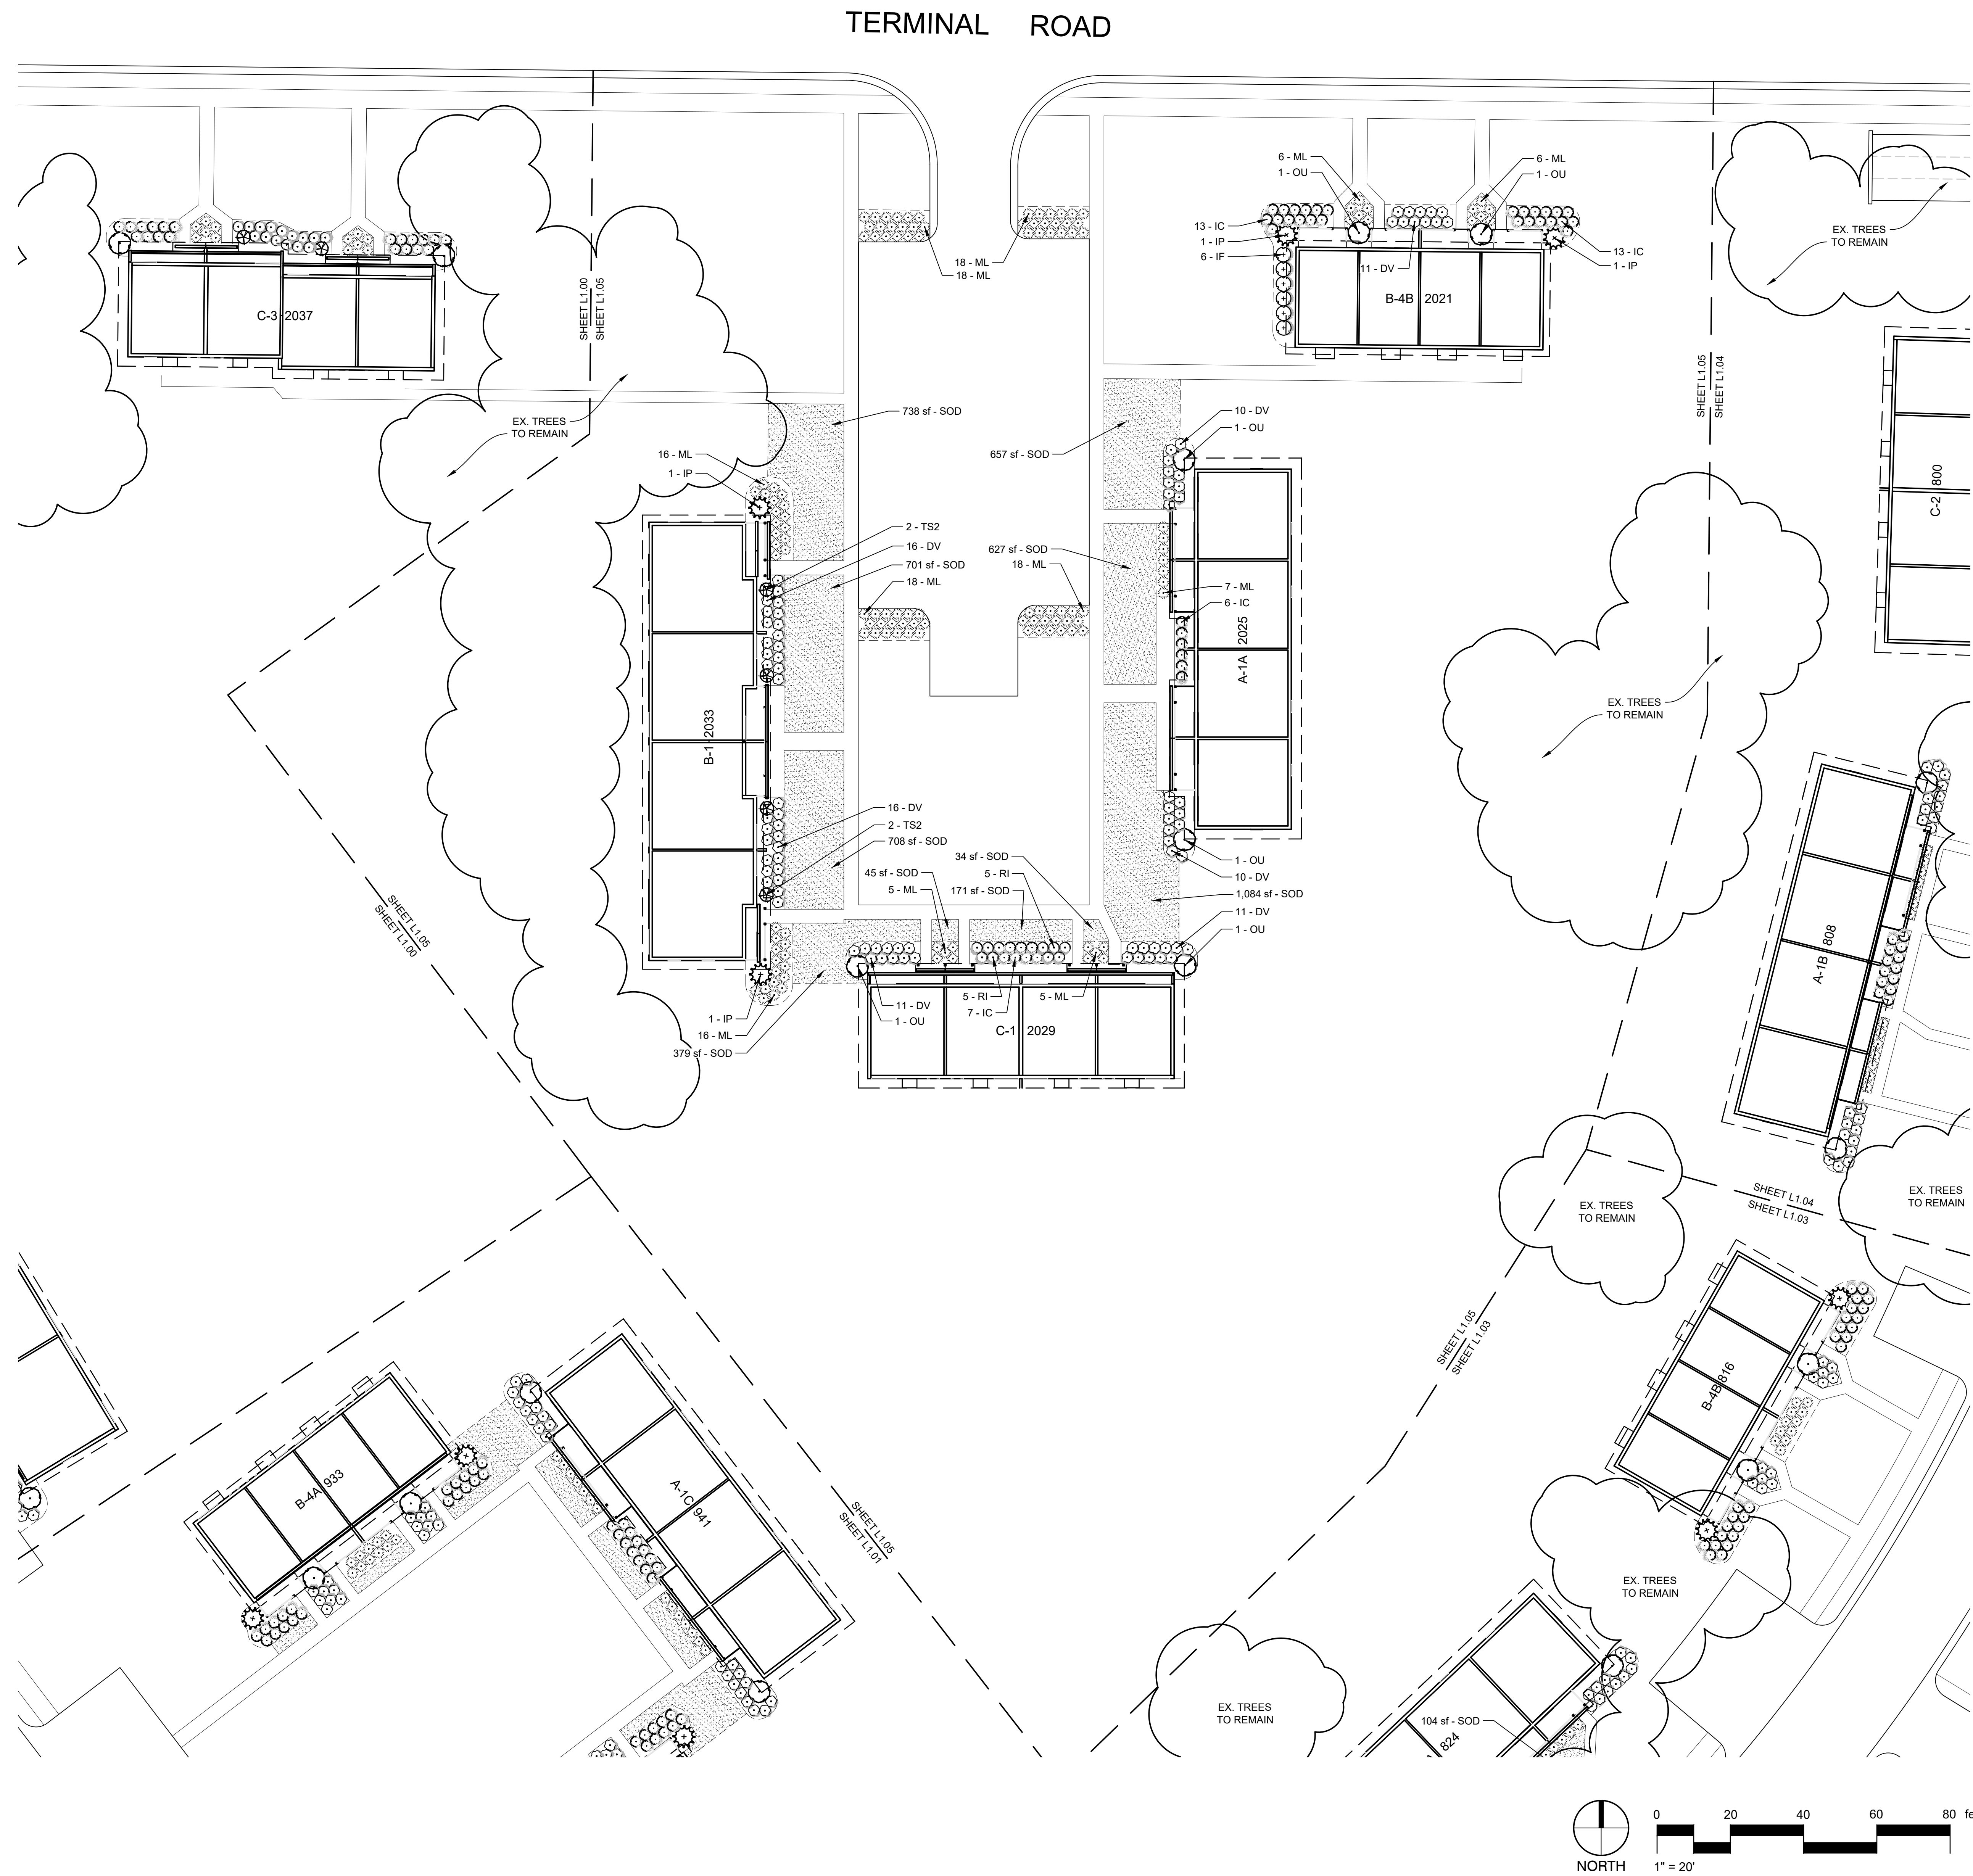 TERMINAL ROAD
6 - ML
1 - OU
6 - ML
1 - OU
13 - IC
1 - IP
6 - IF
11 - DV
13 - IC
1 - IP
B-4B 2021
EX. TREES
TO REMAIN
18 - ML
18 - ML
C-3 2037
SHEET L1.00
SHEET L1.05
SHEET L1.05
SHEET L1.04
EX. TREES
TO REMAIN
738 sf - SOD
10 - DV
1 - OU
657 sf - SOD
16 - ML
1 - IP
C-2 800
2 - TS2
16 - DV
701 sf - SOD
18 - ML
627 sf - SOD
18 - ML
7 - ML
6 - IC
A-1A 2025
B-1 2033
EX. TREES
TO REMAIN
16 - DV
2 - TS2
708 sf - SOD
45 sf - SOD
5 - ML
34 sf - SOD
5 - RI
171 sf - SOD
1 - OU
10 - DV
1,084 sf - SOD
11 - DV
1 - OU
SHEET L1.05
SHEET L1.00
A-1B 808
11 - DV
1 - OU
5 - RI
7 - IC
5 - ML
C-1 2029
1 - IP
16 - ML
379 sf - SOD
EX. TREES
TO REMAIN
SHEET L1.04
SHEET L1.03
EX. TREES
TO REMAIN
SHEET L1.05
SHEET L1.03
B-4B 816
B-4A 933
A-1C 941
SHEET L1.05
SHEET L1.01
EX. TREES
TO REMAIN
EX. TREES
TO REMAIN
104 sf - SOD
824
0 20 40 60 80 fe
NORTH
1" = 20'